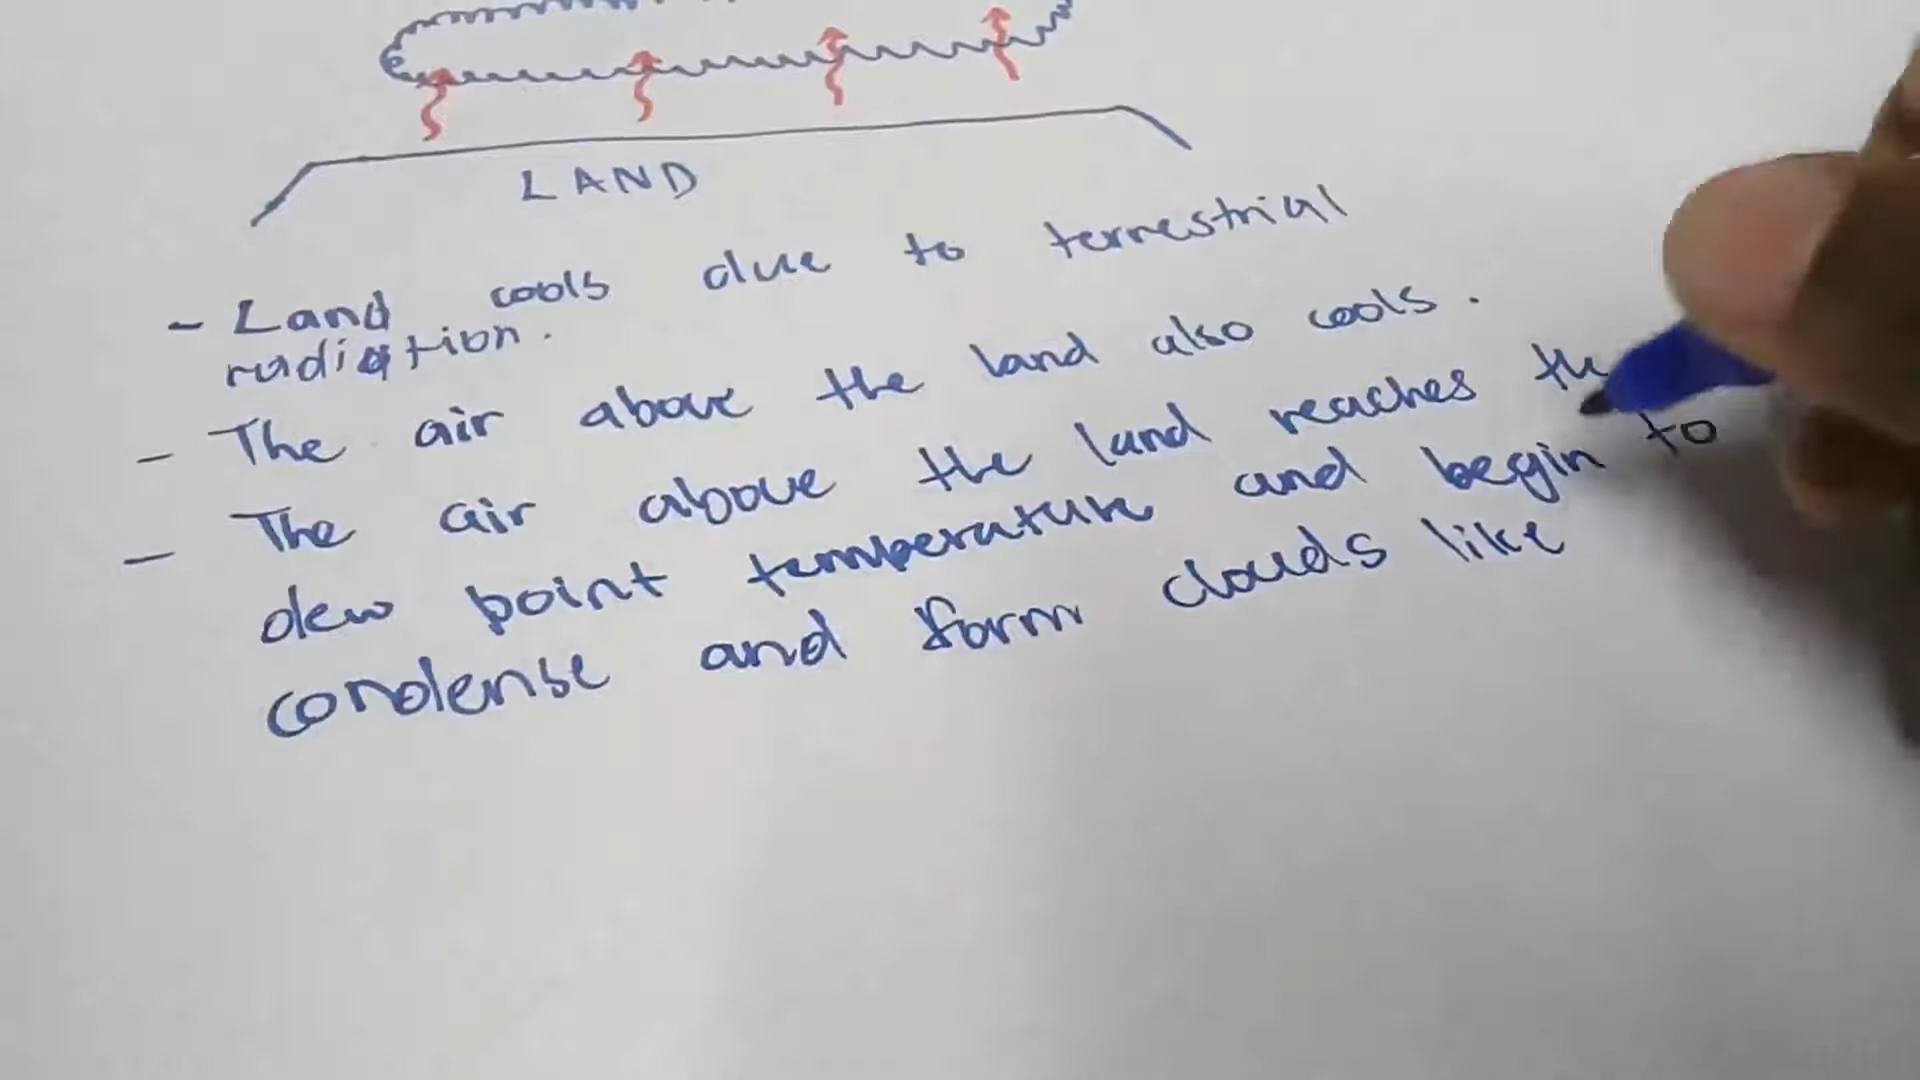 LAND
- Land cools due to terrestrial
radiation.
- The air above the land also cools.
- The air above the land reaches the
dew point temperature and begin to
condense and form clouds like